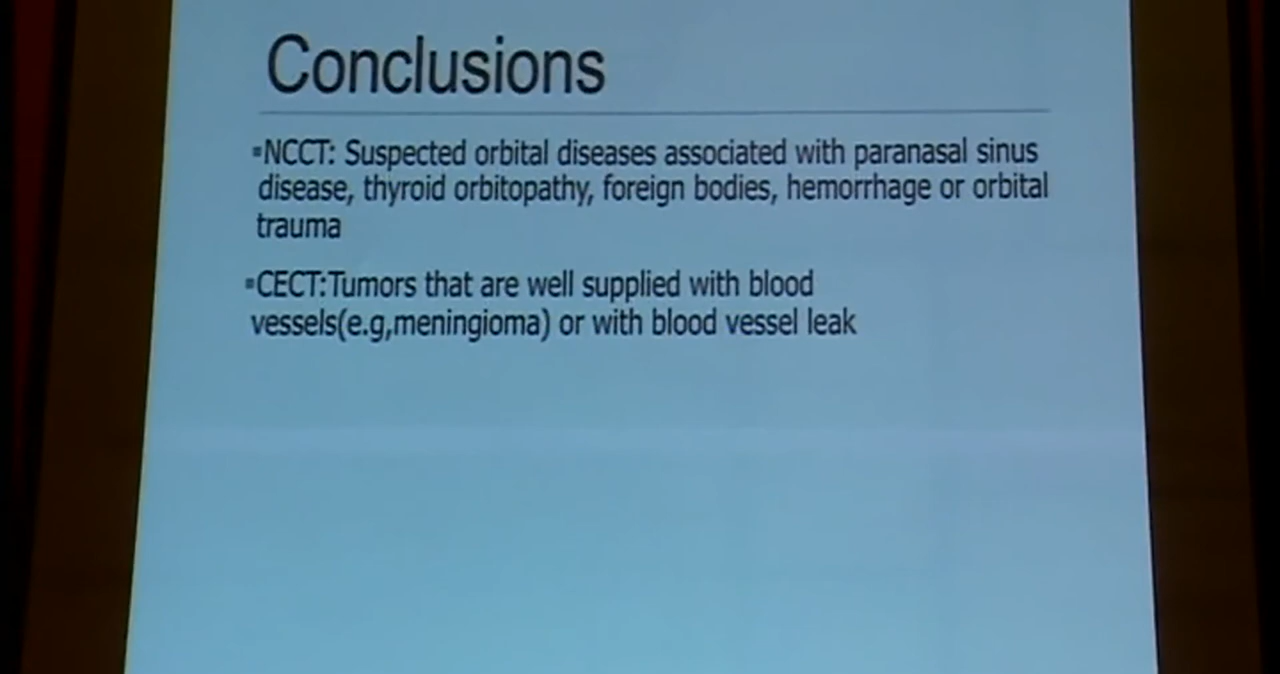 Conclusions
▪NCCT: Suspected orbital diseases associated with paranasal sinus
disease, thyroid orbitopathy, foreign bodies, hemorrhage or orbital
trauma
▪CECT:Tumors that are well supplied with blood
vessels(e.g,meningioma) or with blood vessel leak